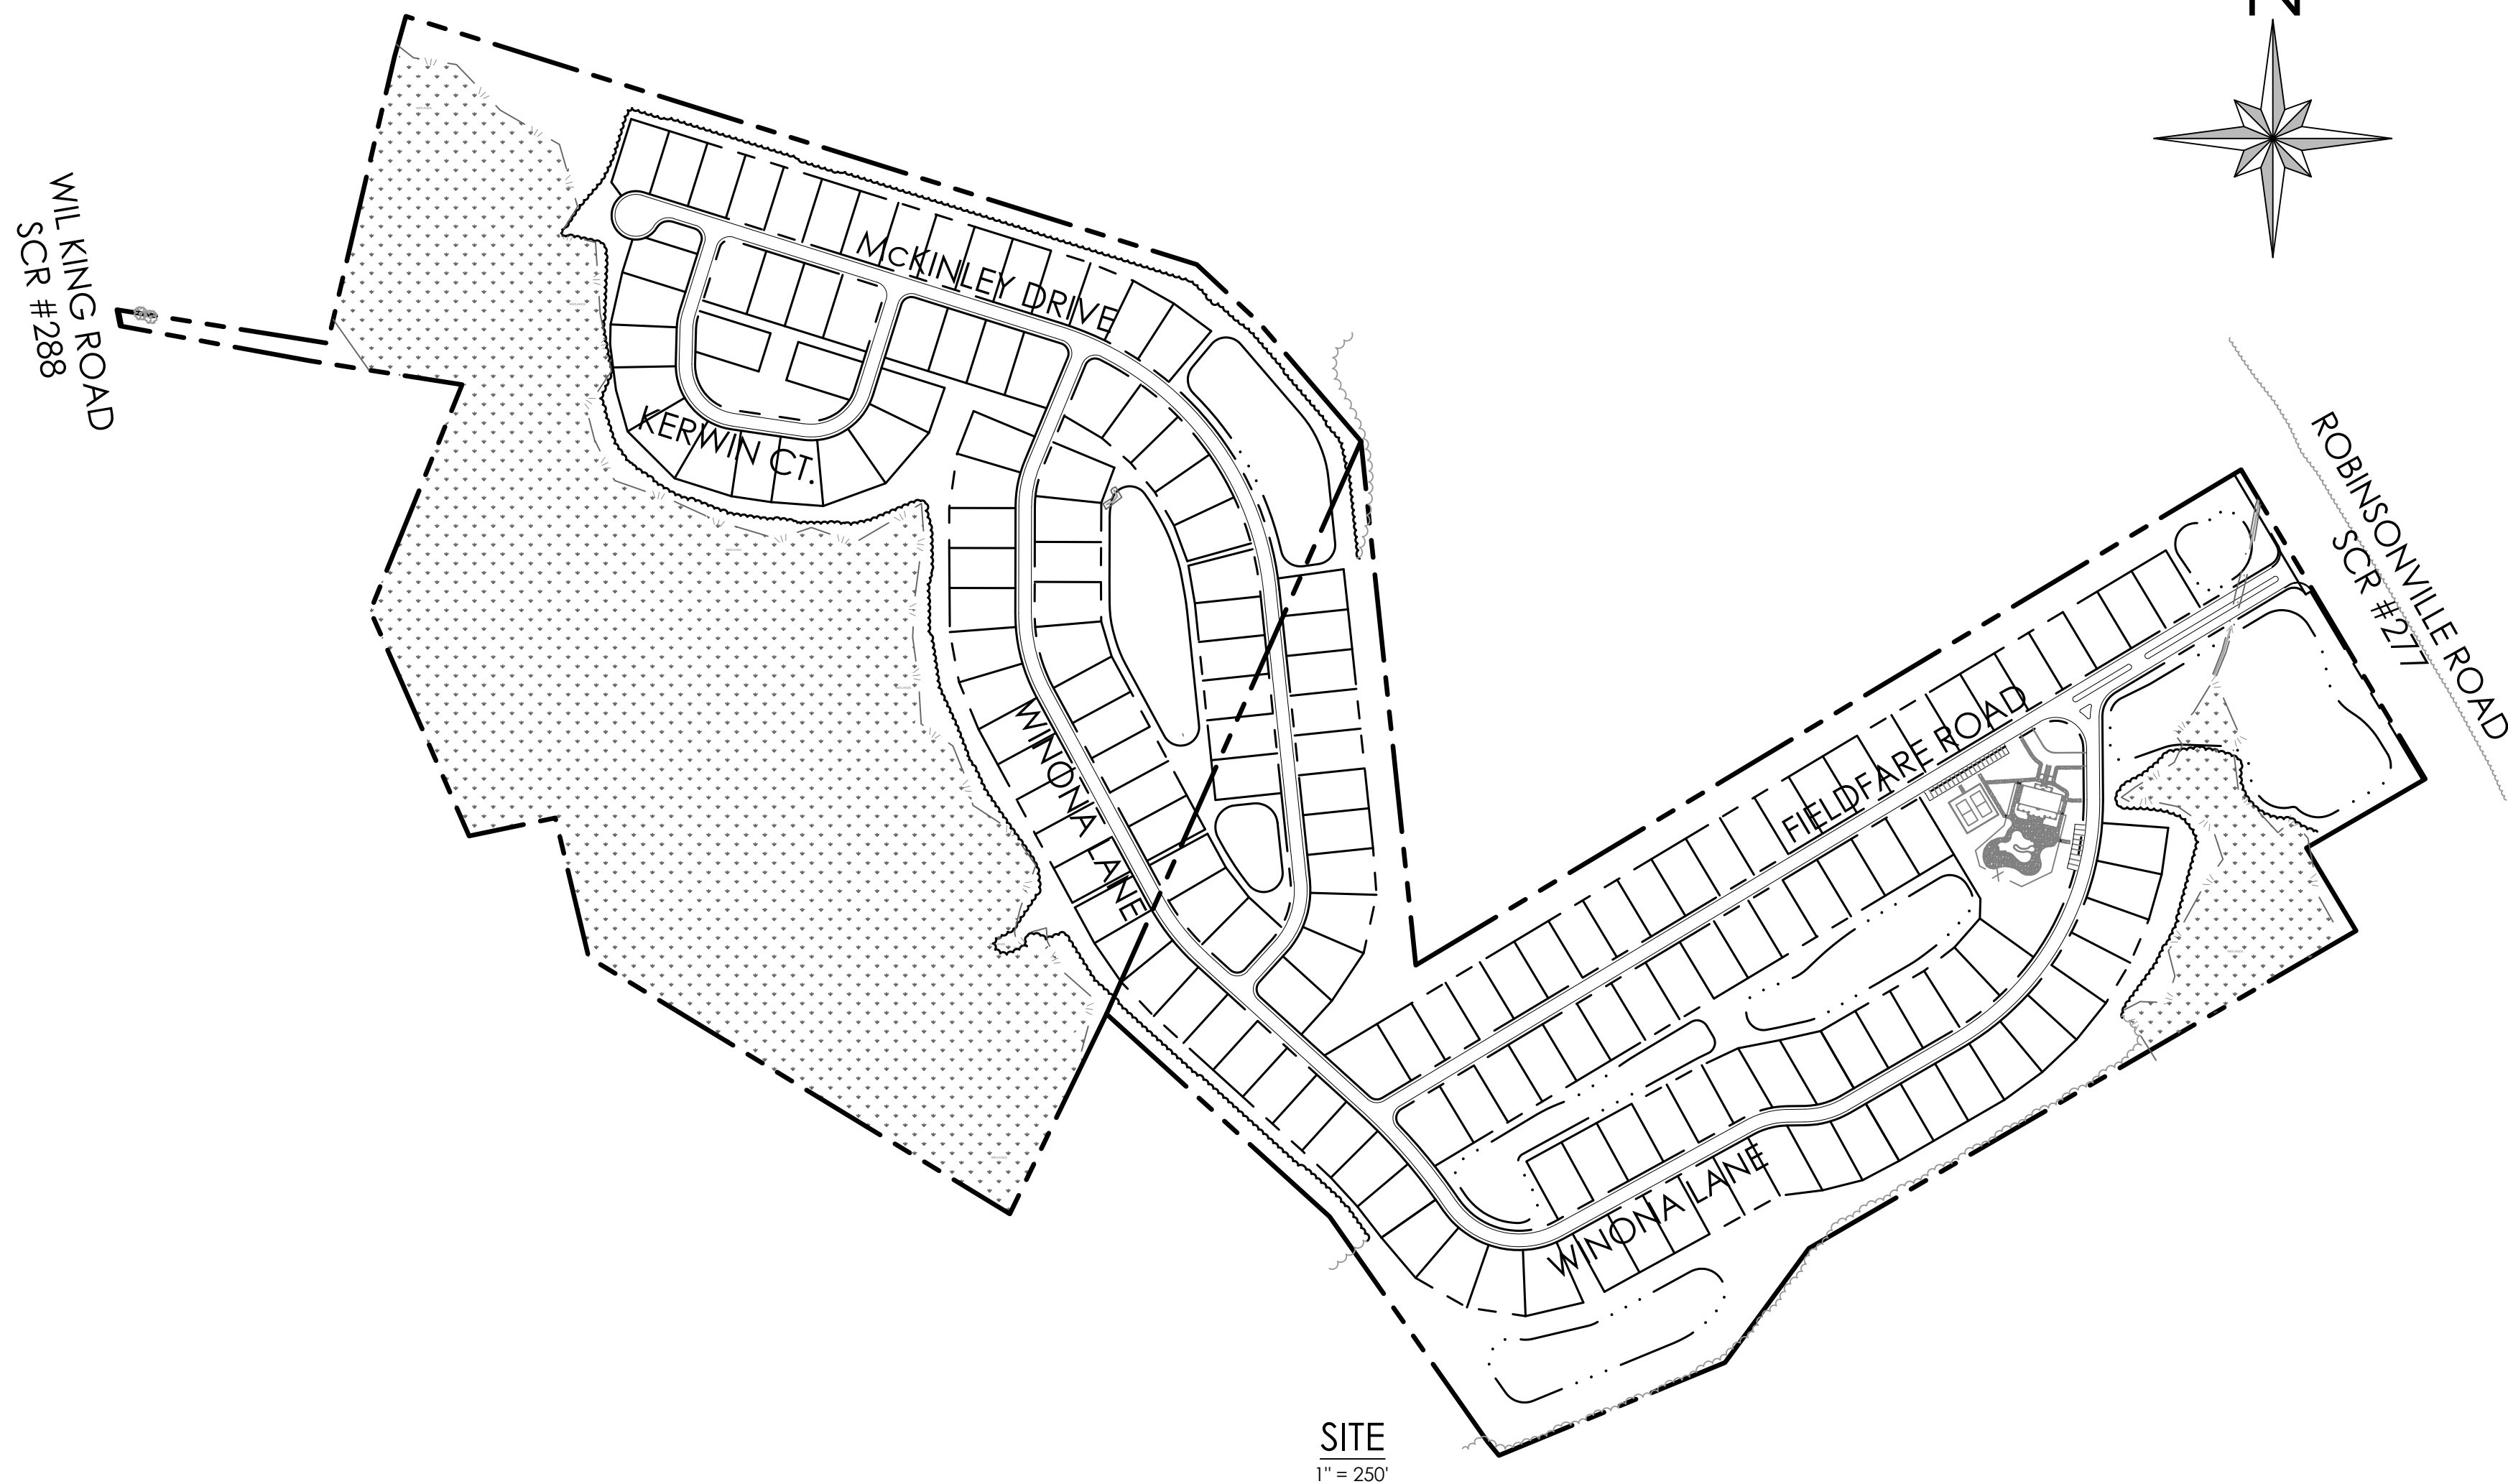 N
WIL KING ROAD
SCR #288
McKINLEY DRIVE
KERWIN CT.
ROBINSONVILLE ROAD
SCR #277
WINONA LANE
FIELDFARE ROAD
WINONA LANE
SITE
1" = 250'